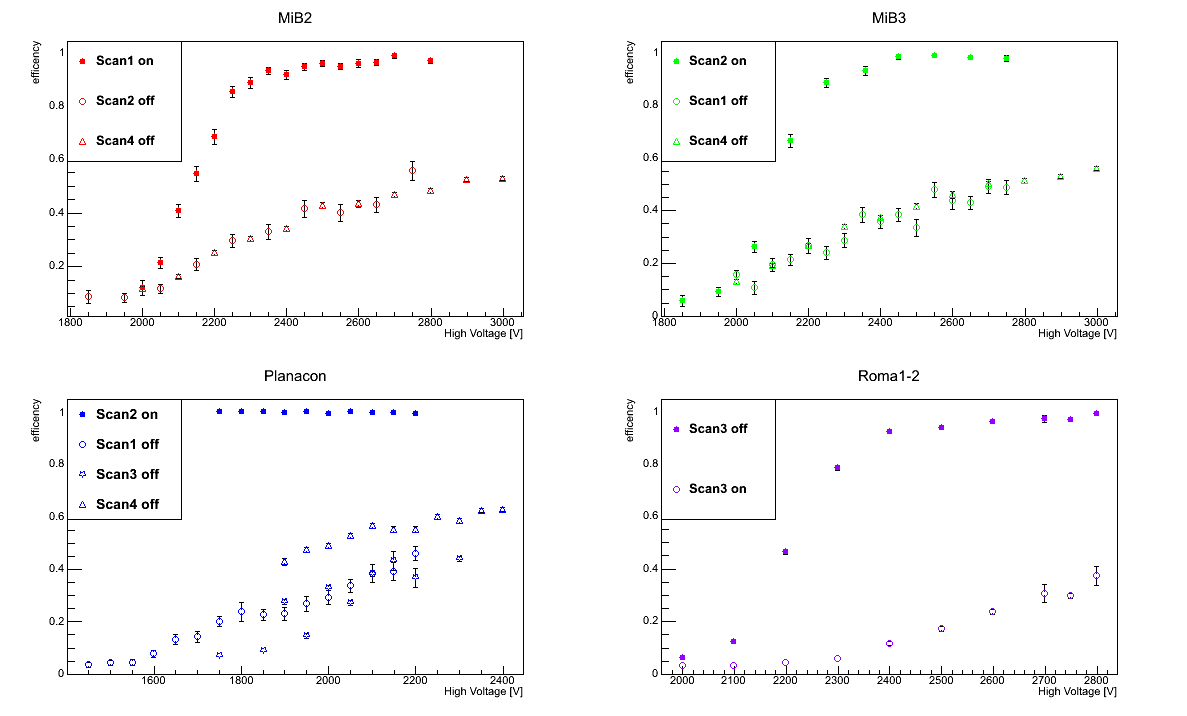 MiB2
efficency
1
0.8
0.6
0.4
0.2
Scan1 on
Scan2 off
Scan4 off
1800 2000 2200 2400 2600 2800 3000
High Voltage [V]
MiB3
efficency
1
0.8
0.6
0.4
0.2
0
Scan2 on
Scan1 off
Scan4 off
1800 2000 2200 2400 2600 2800 3000
High Voltage [V]
Planacon
efficency
1
0.8
0.6
0.4
0.2
0
Scan2 on
Scan1 off
Scan3 off
Scan4 off
1600 1800 2000 2200 2400
High Voltage [V]
Roma1-2
efficency
1
0.8
0.6
0.4
0.2
0
Scan3 off
Scan3 on
2000 2100 2200 2300 2400 2500 2600 2700 2800
High Voltage [V]